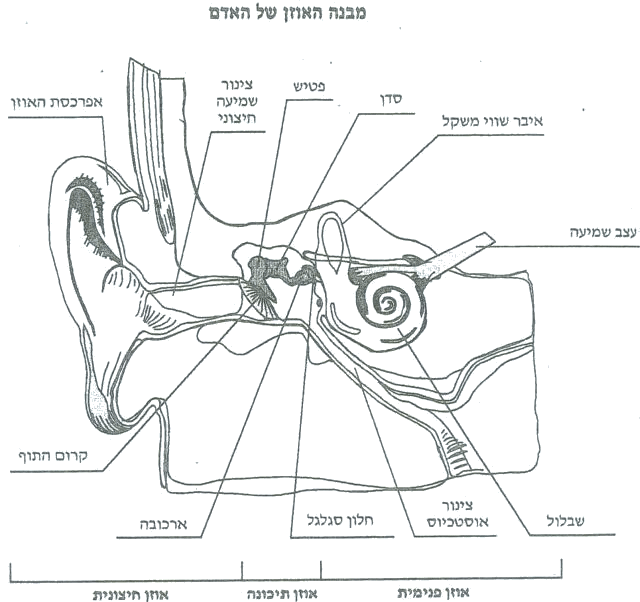 מבנה האוזן של האדם
אפרכסת האוזן
צינור
שמיעה
חיצוני
פטיש
סדן
איבר שווי משקל
עצב שמיעה
קרום התוף
ארכובה
חלון סגלגל
צינור
אוסטכיוס
שבלול
אוזן חיצונית
אוזן תיכונה
אוזן פנימית